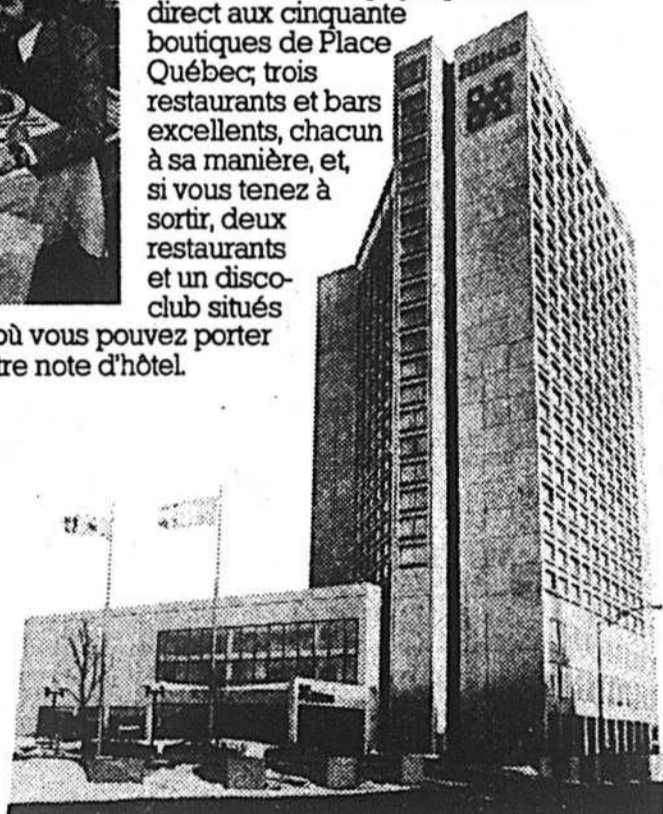 direct aux cinquante
boutiques de Place
Québec; trois
restaurants et bars
excellents, chacun
à sa manière, et,
si vous tenez à
sortir, deux
restaurants
et un disco-
club situés
où vous pouvez porter
tre note d'hôtel.
Hilton